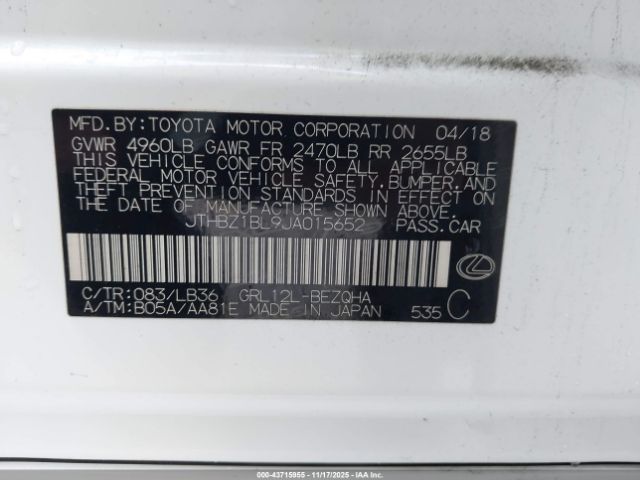 MFD.BY:TOYOTA MOTOR CORPORATION 04/18
GVWR 4960LB GAWR FR 2470LB RR 2655LB
THIS VEHICLE CONFORMS TO ALL APPLICABLE
FEDERAL MOTOR VEHICLE SAFETY,BUMPER,AND
THEFT PREVENTION STANDARDS IN EFFECT ON
THE DATE OF MANUFACTURE SHOWN ABOVE.
JTHBZ1BL9JA015652 PASS.CAR
C/TR:083/LB36 GRL12L-BEZQHA
A/TM:B05A/AA81E MADE IN JAPAN 535 C
000-43715955 - 11/17/2025 - IAAI.COM